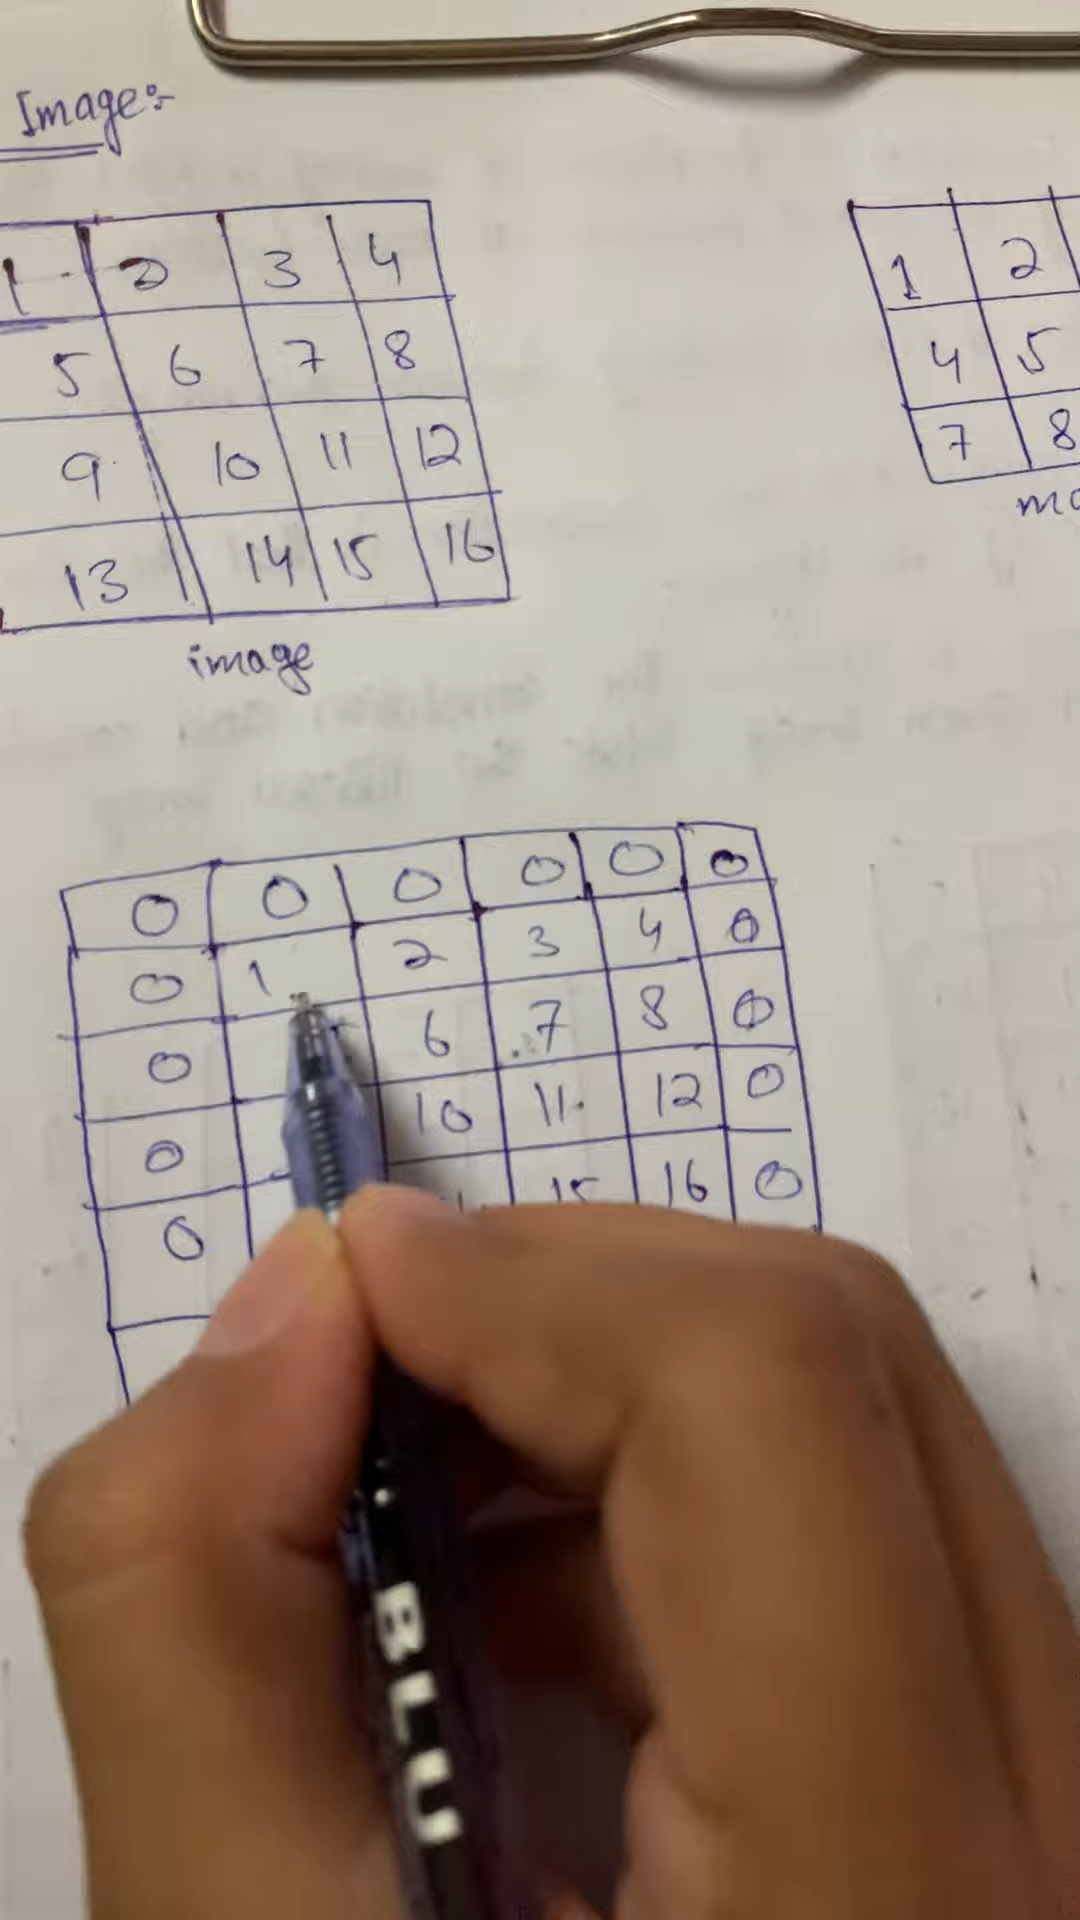 Image:-
1 2 3 4
5 6 7 8
9 10 11 12
13 14 15 16
image
1 2
4 5
7 8
0 0 0 0 0 0
0 1 2 3 4 0
0 6 7 8 0
0 10 11 12 0
0 15 16 0
BLU